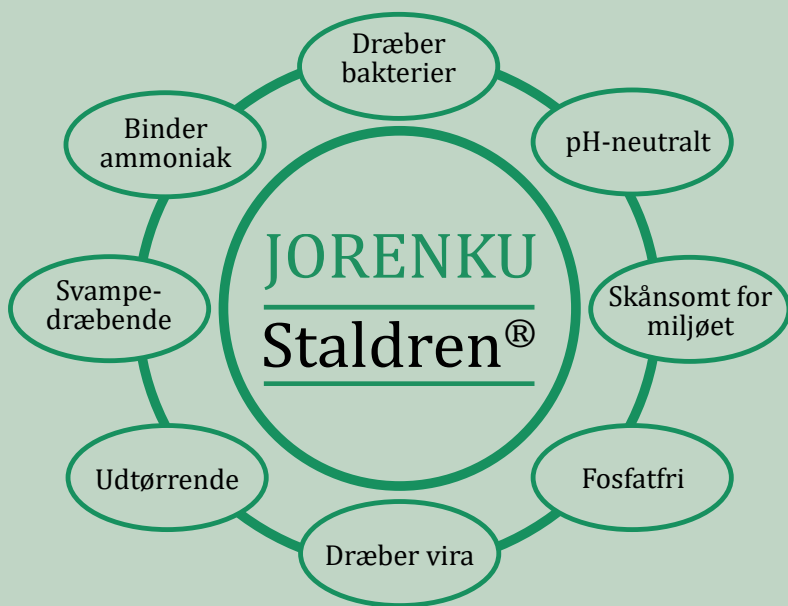 Dræber
bakterier
Binder
ammoniak
pH-neutralt
JORENKU
Staldren®
Svampe-
dræbende
Skånsomt for
miljøet
Udtørrende
Fosfatfri
Dræber vira